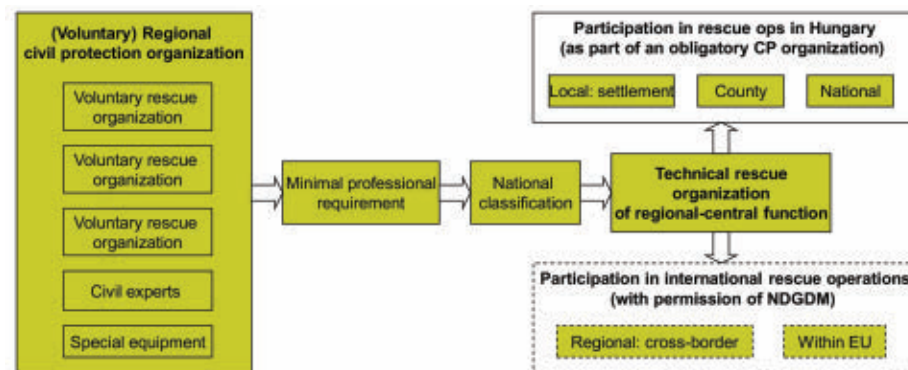 (Voluntary) Regional
civil protection organization
Voluntary rescue
organization
Voluntary rescue
organization
Voluntary rescue
organization
Civil experts
Special equipment
Minimal professional
requirement
National
classification
Technical rescue
organization
of regional-central function
Participation in rescue ops in Hungary
(as part of an obligatory CP organization)
Local: settlement
County
National
Participation in international rescue operations
(with permission of NDGDM)
Regional: cross-border
Within EU